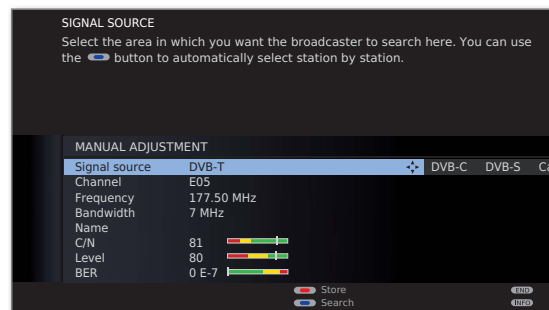 SIGNAL SOURCE
Select the area in which you want the broadcaster to search here. You can use
the button to automatically select station by station.
MANUAL ADJUSTMENT
Signal source DVB-T DVB-C DVB-S Ca
Channel E05
Frequency 177.50 MHz
Bandwidth 7 MHz
Name
C/N 81
Level 80
BER 0 E-7
Store END
Search INFO